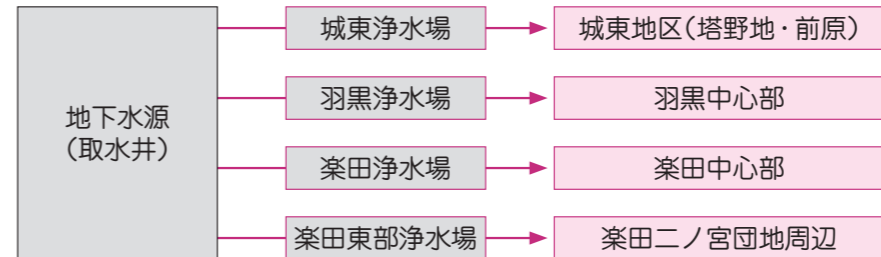 地下水源
（取水井）
城東浄水場
城東地区（塔野地・前原）
羽黒浄水場
羽黒中心部
楽田浄水場
楽田中心部
楽田東部浄水場
楽田二ノ宮団地周辺